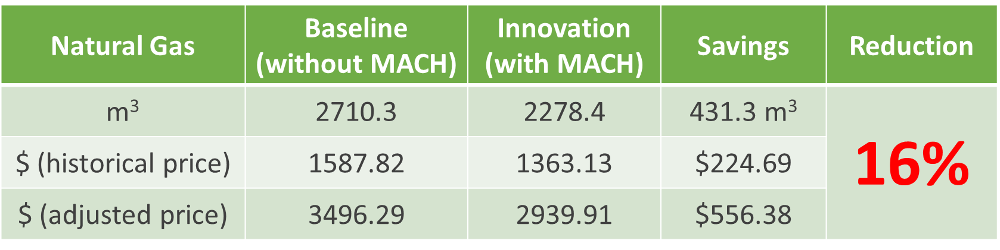 Natural Gas Baseline (without MACH) Innovation (with MACH) Savings Reduction
m³ 2710.3 2278.4 431.3 m³ 16%
$ (historical price) 1587.82 1363.13 $224.69
$ (adjusted price) 3496.29 2939.91 $556.38